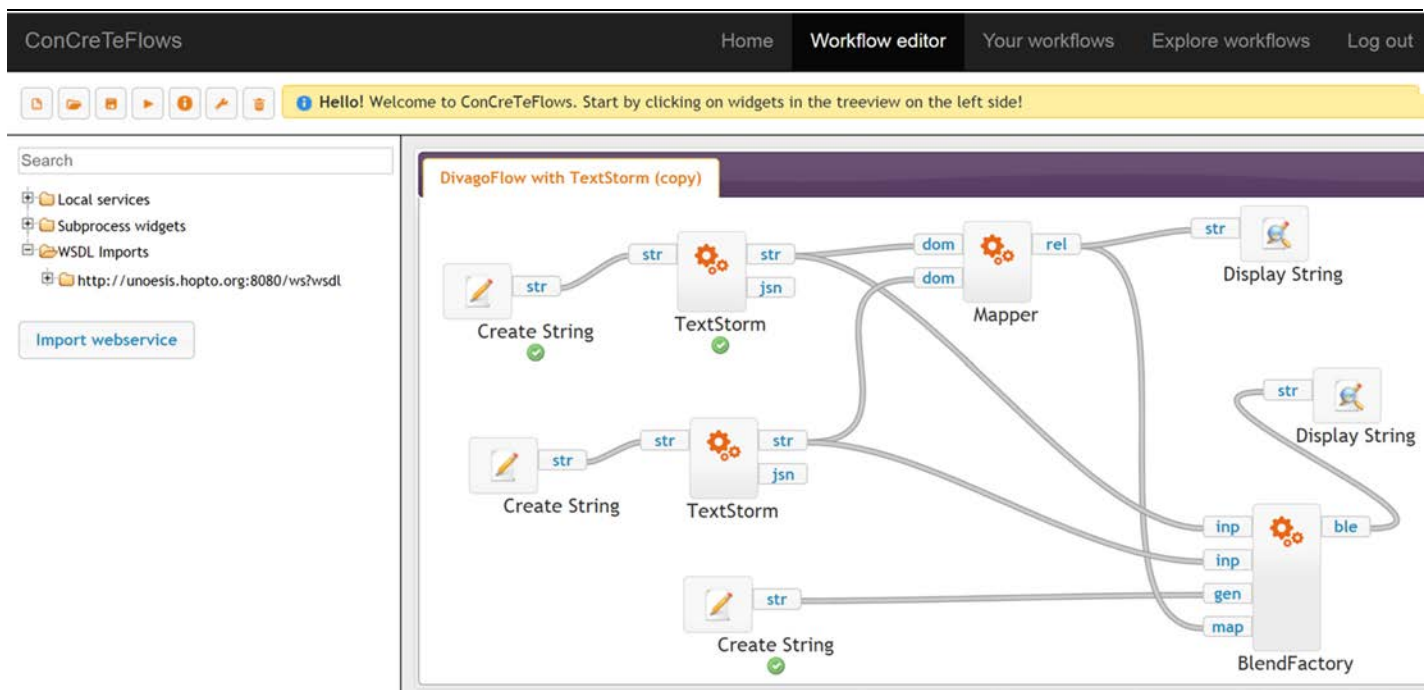 ConCreTeFlows
Home Workflow editor Your workflows Explore workflows Log out
Hello! Welcome to ConCreTeFlows. Start by clicking on widgets in the treeview on the left side!
Search
Local services
Subprocess widgets
WSDL Imports
http://unoesis.hopto.org:8080/ws?wsdl
Import webservice
DivagoFlow with TextStorm (copy)
str
Create String
str
str
jsn
TextStorm
dom
dom
rel
Mapper
str
Display String
str
Create String
str
str
jsn
TextStorm
str
Display String
str
Create String
inp
inp
gen
map
ble
BlendFactory